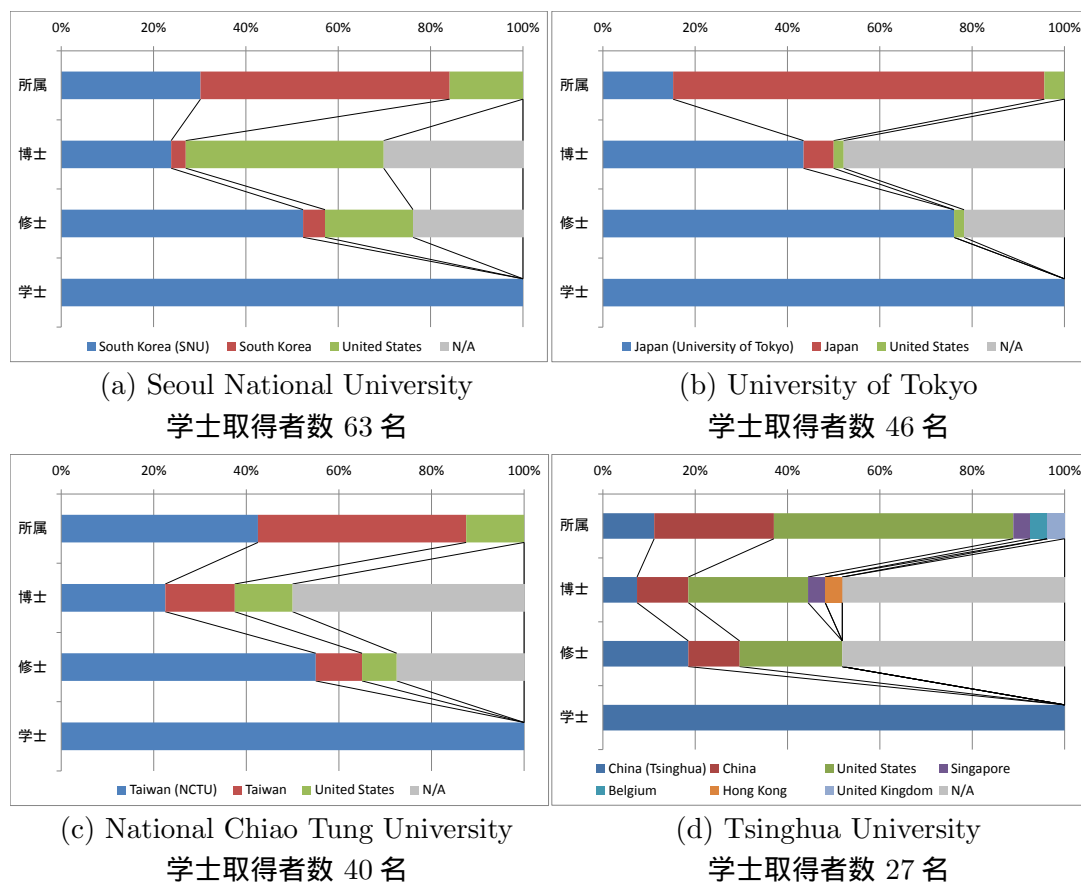 0% 20% 40% 60% 80% 100%
所属
博士
修士
学士
South Korea (SNU) South Korea United States N/A
(a) Seoul National University
学士取得者数 63 名
0% 20% 40% 60% 80% 100%
所属
博士
修士
学士
Japan (University of Tokyo) Japan United States N/A
(b) University of Tokyo
学士取得者数 46 名
0% 20% 40% 60% 80% 100%
所属
博士
修士
学士
Taiwan (NCTU) Taiwan United States N/A
(c) National Chiao Tung University
学士取得者数 40 名
0% 20% 40% 60% 80% 100%
所属
博士
修士
学士
China (Tsinghua) China United States Singapore
Belgium Hong Kong United Kingdom N/A
(d) Tsinghua University
学士取得者数 27 名